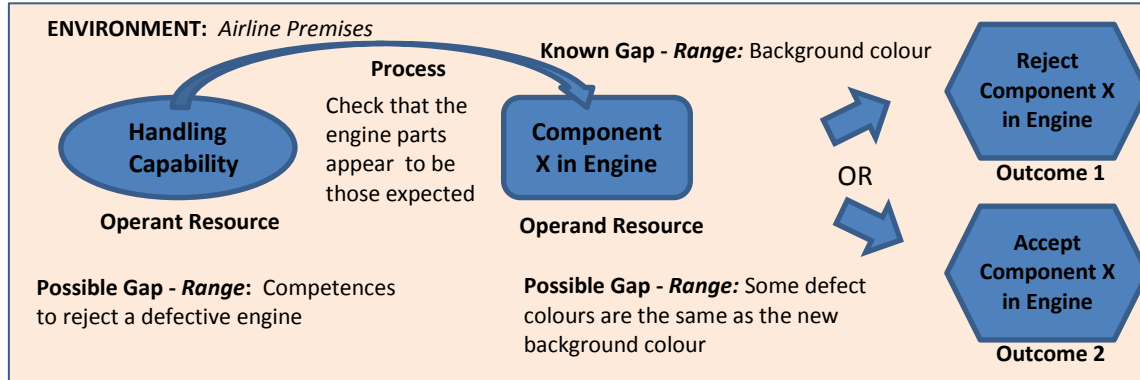 ENVIRONMENT: Airline Premises
Process
Check that the
engine parts
appear to be
those expected
Handling
Capability
Operant Resource
Possible Gap - Range: Competences
to reject a defective engine
Known Gap - Range: Background colour
Component
X in Engine
Operand Resource
Possible Gap - Range: Some defect
colours are the same as the new
background colour
OR
Reject
Component X
in Engine
Outcome 1
Accept
Component X
in Engine
Outcome 2